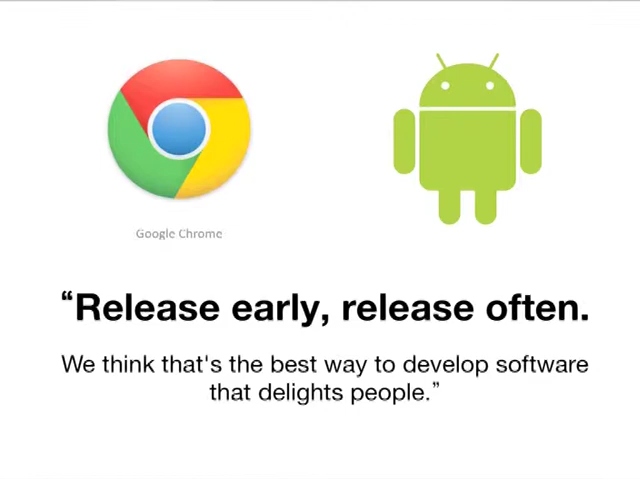 Google Chrome
“Release early, release often.
We think that's the best way to develop software
that delights people.”